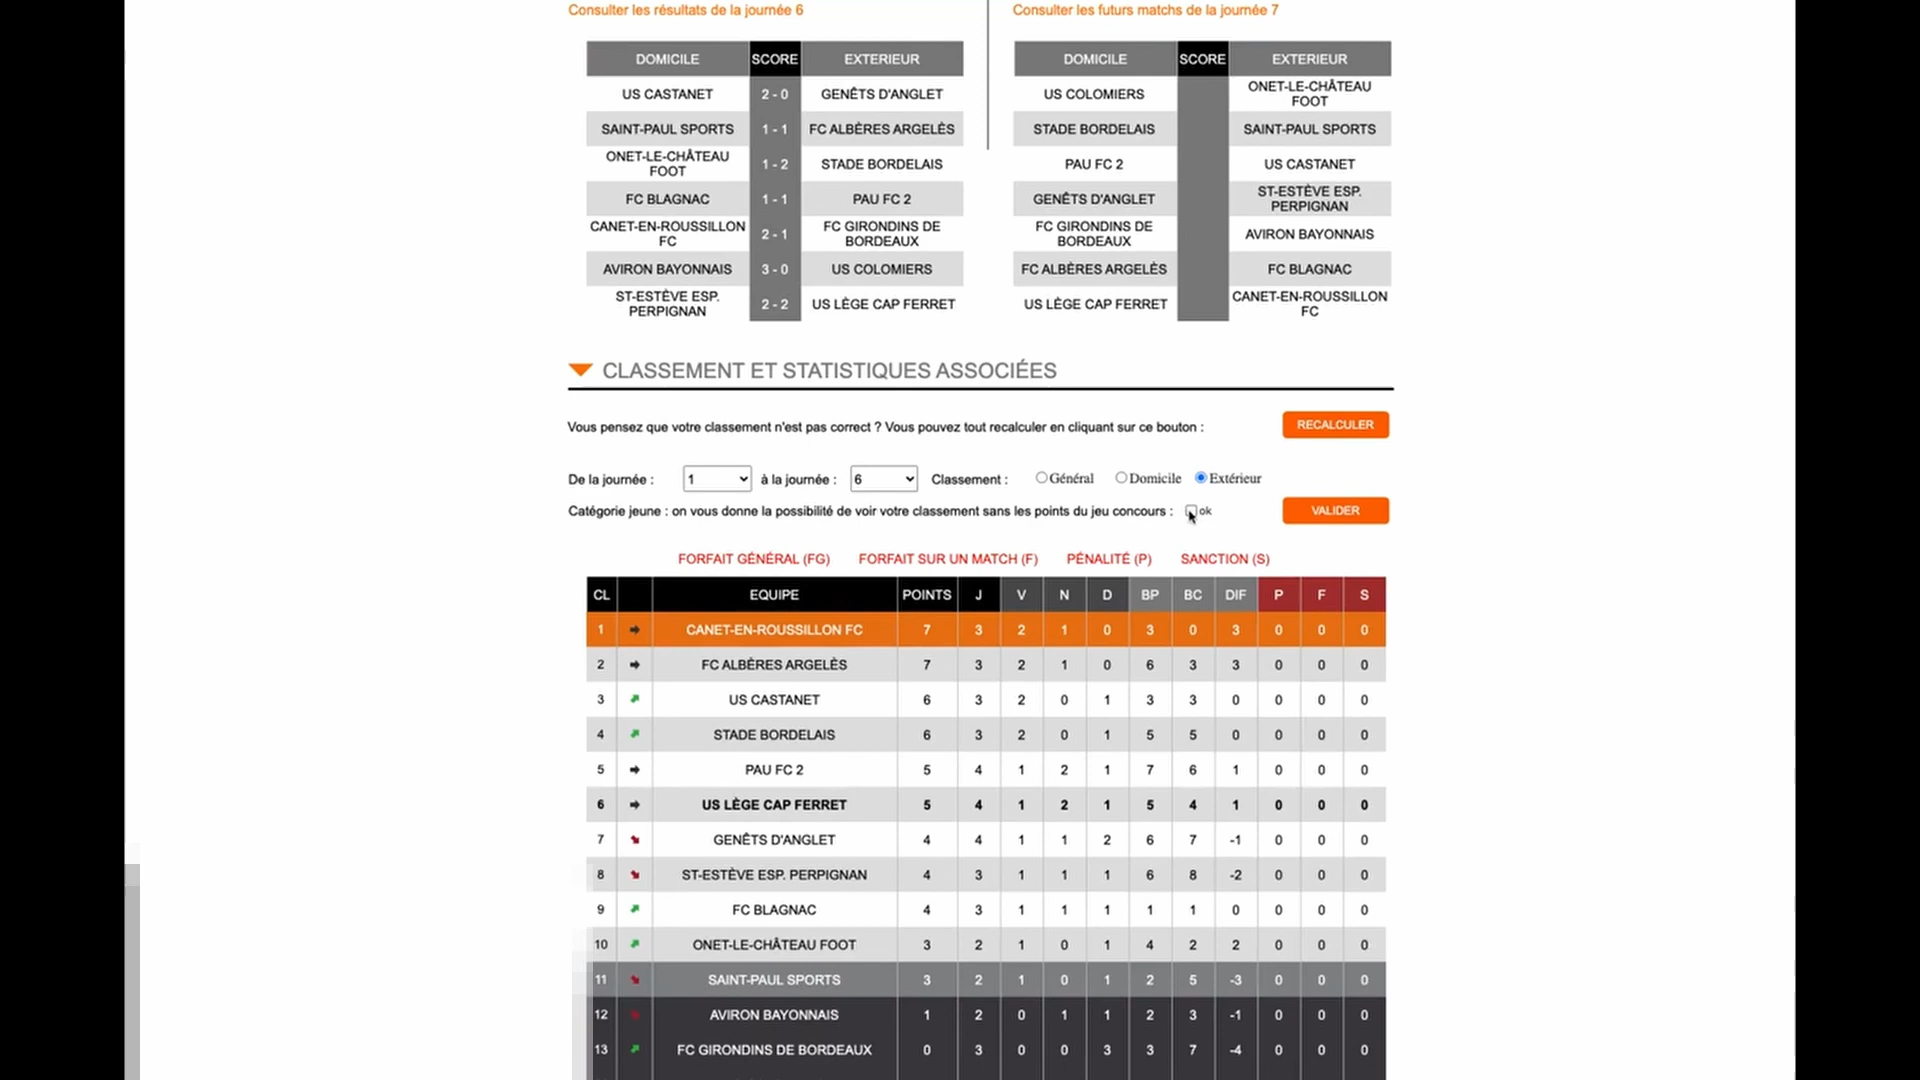 Consulter les résultats de la journée 6
DOMICILE SCORE EXTERIEUR
US CASTANET 2 - 0 GENÊTS D'ANGLET
SAINT-PAUL SPORTS 1 - 1 FC ALBÈRES ARGELÈS
ONET-LE-CHÂTEAU
FOOT 1 - 2 STADE BORDELAIS
FC BLAGNAC 1 - 1 PAU FC 2
CANET-EN-ROUSSILLON
FC 2 - 1 FC GIRONDINS DE
BORDEAUX
AVIRON BAYONNAIS 3 - 0 US COLOMIERS
ST-ESTÈVE ESP.
PERPIGNAN 2 - 2 US LÈGE CAP FERRET
Consulter les futurs matchs de la journée 7
DOMICILE SCORE EXTERIEUR
US COLOMIERS ONET-LE-CHÂTEAU
FOOT
STADE BORDELAIS SAINT-PAUL SPORTS
PAU FC 2 US CASTANET
GENÊTS D'ANGLET ST-ESTÈVE ESP.
PERPIGNAN
FC GIRONDINS DE
BORDEAUX AVIRON BAYONNAIS
FC ALBÈRES ARGELÈS FC BLAGNAC
US LÈGE CAP FERRET CANET-EN-ROUSSILLON
FC
CLASSEMENT ET STATISTIQUES ASSOCIÉES
Vous pensez que votre classement n'est pas correct ? Vous pouvez tout recalculer en cliquant sur ce bouton : RECALCULER
De la journée : 1 à la journée : 6 Classement : Général Domicile Extérieur
Catégorie jeune : on vous donne la possibilité de voir votre classement sans les points du jeu concours : ok VALIDER
FORFAIT GÉNÉRAL (FG) FORFAIT SUR UN MATCH (F) PÉNALITÉ (P) SANCTION (S)
CL EQUIPE POINTS J V N D BP BC DIF P F S
1 CANET-EN-ROUSSILLON FC 7 3 2 1 0 3 0 3 0 0 0
2 FC ALBÈRES ARGELÈS 7 3 2 1 0 6 3 3 0 0 0
3 US CASTANET 6 3 2 0 1 3 3 0 0 0 0
4 STADE BORDELAIS 6 3 2 0 1 5 5 0 0 0 0
5 PAU FC 2 5 4 1 2 1 7 6 1 0 0 0
6 US LÈGE CAP FERRET 5 4 1 2 1 5 4 1 0 0 0
7 GENÊTS D'ANGLET 4 4 1 1 2 6 7 -1 0 0 0
8 ST-ESTÈVE ESP. PERPIGNAN 4 3 1 1 1 6 8 -2 0 0 0
9 FC BLAGNAC 4 3 1 1 1 1 1 0 0 0 0
10 ONET-LE-CHÂTEAU FOOT 3 2 1 0 1 4 2 2 0 0 0
11 SAINT-PAUL SPORTS 3 2 1 0 1 2 5 -3 0 0 0
12 AVIRON BAYONNAIS 1 2 0 1 1 2 3 -1 0 0 0
13 FC GIRONDINS DE BORDEAUX 0 3 0 0 3 3 7 -4 0 0 0